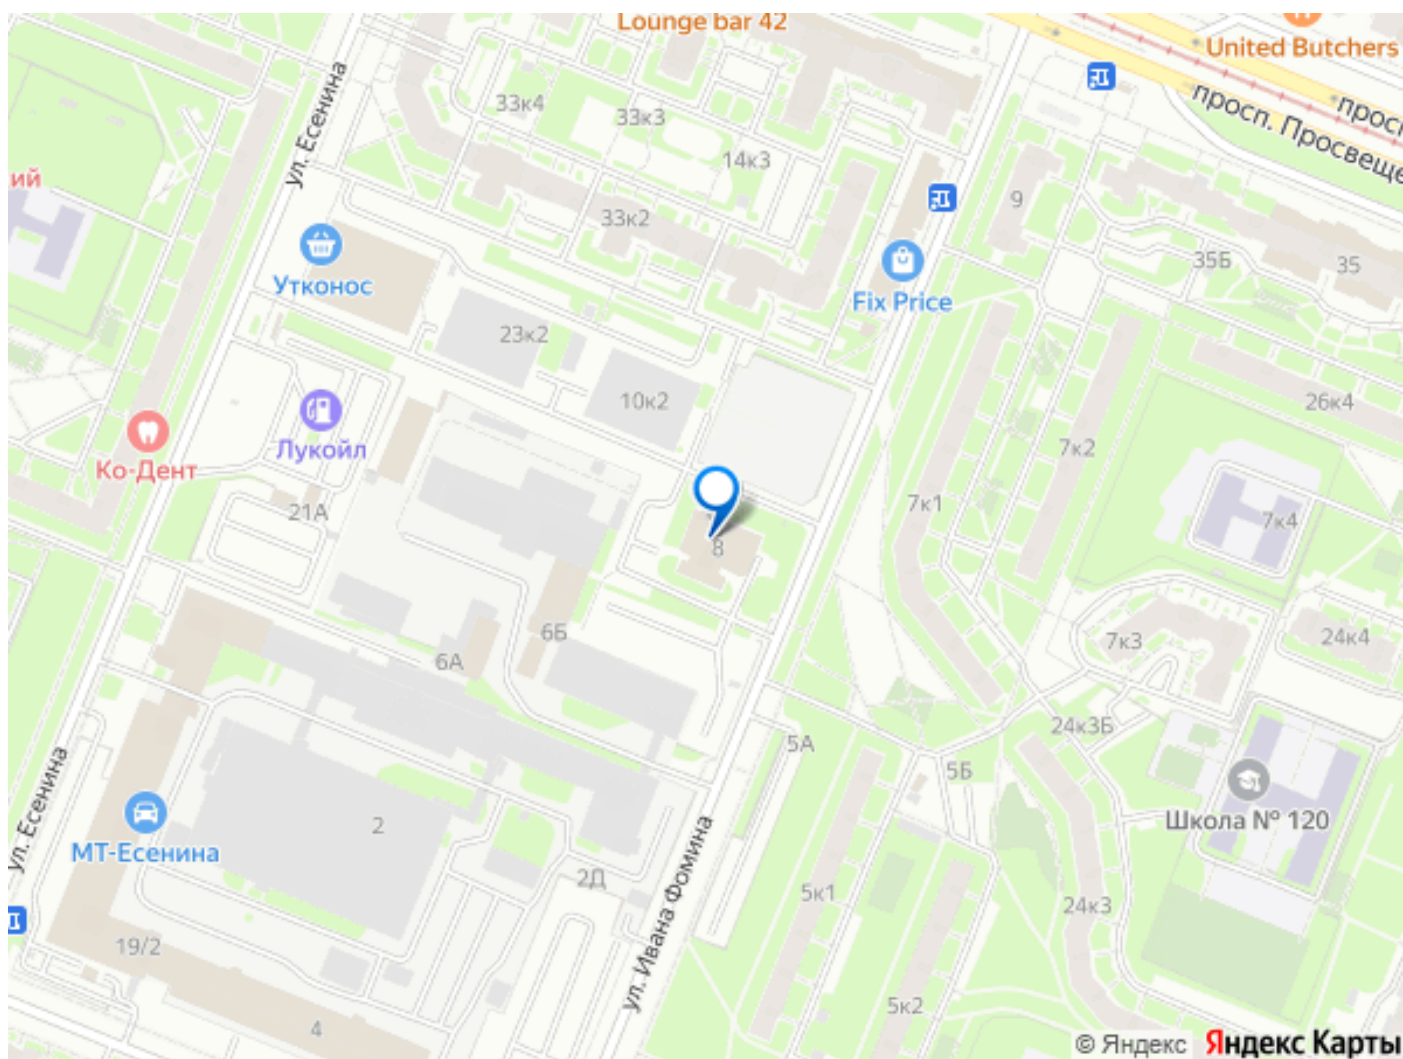 Lounge bar 42
United Butchers
ул. Есенина
33к4
33к3
14к3
просп. Просвеще
просп
ий
33к2
9
35Б
35
Утконос
Fix Price
23к2
10к2
26к4
Лукойл
Ко-Дент
7к2
7к1
21А
7к4
8
6Б
6А
7к3
24к4
24к3Б
5А
5Б
ул. Есенина
МТ-Есенина
2
Школа № 120
2Д
ул. Ивана Фомина
5к1
24к3
19/2
4
5к2
© Яндекс
Яндекс Карты